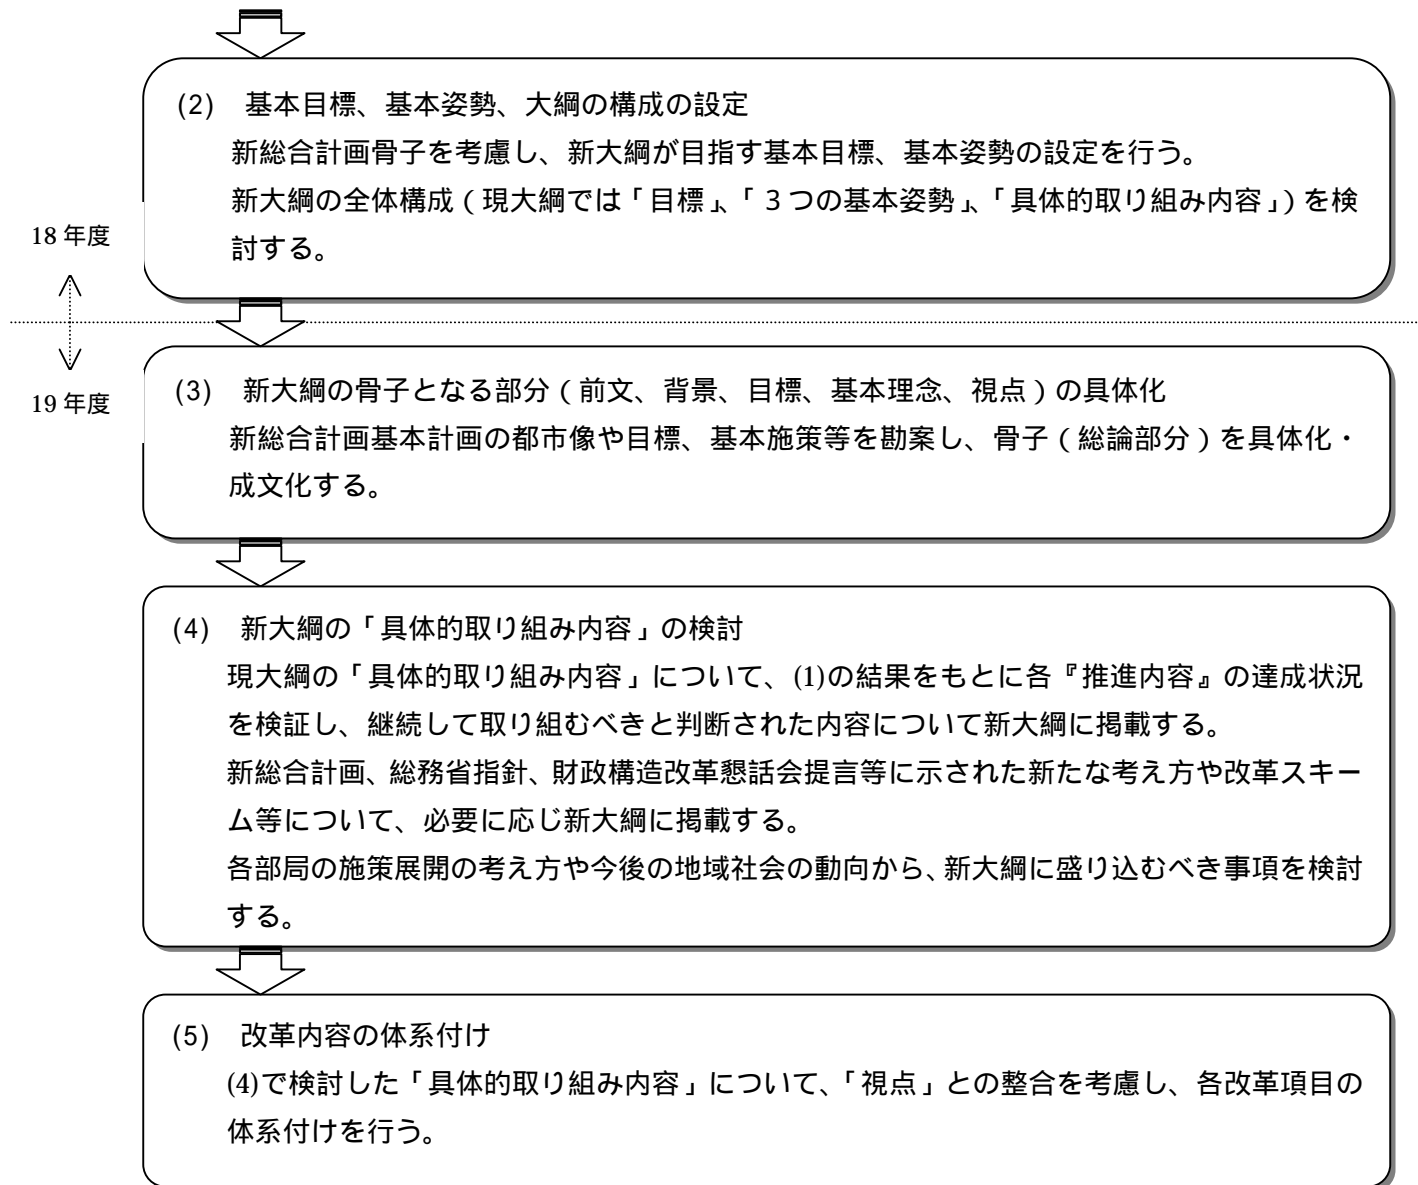 (2) 基本目標、基本姿勢、大綱の構成の設定
新総合計画骨子を考慮し、新大綱が目指す基本目標、基本姿勢の設定を行う。
新大綱の全体構成(現大綱では「目標」、「3つの基本姿勢」、「具体的取り組み内容」)を検
討する。
18年度
19年度
(3) 新大綱の骨子となる部分(前文、背景、目標、基本理念、視点)の具体化
新総合計画基本計画の都市像や目標、基本施策等を勘案し、骨子(総論部分)を具体化・
成文化する。
(4) 新大綱の「具体的取り組み内容」の検討
現大綱の「具体的取り組み内容」について、(1)の結果をもとに各『推進内容』の達成状況
を検証し、継続して取り組むべきと判断された内容について新大綱に掲載する。
新総合計画、総務省指針、財政構造改革懇話会提言等に示された新たな考え方や改革スキー
ム等について、必要に応じ新大綱に掲載する。
各部局の施策展開の考え方や今後の地域社会の動向から、新大綱に盛り込むべき事項を検討
する。
(5) 改革内容の体系付け
(4)で検討した「具体的取り組み内容」について、「視点」との整合を考慮し、各改革項目の
体系付けを行う。